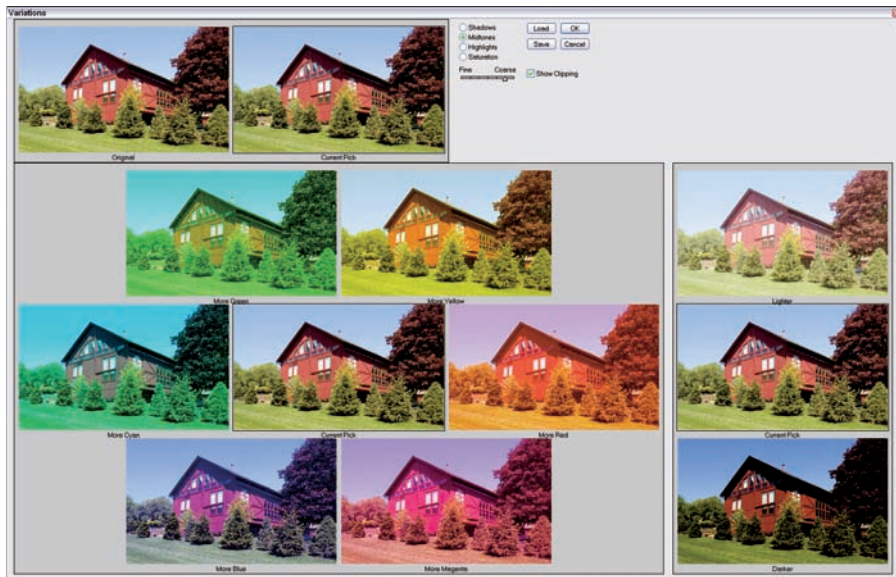 Variations
Shadows
Midtones
Highlights
Saturation
Fine Coarse
Load
OK
Save
Cancel
Show Clipping
Original
Current Pick
More Green
More Yellow
Lighter
More Cyan
Current Pick
More Red
Current Pick
More Blue
More Magenta
Darker